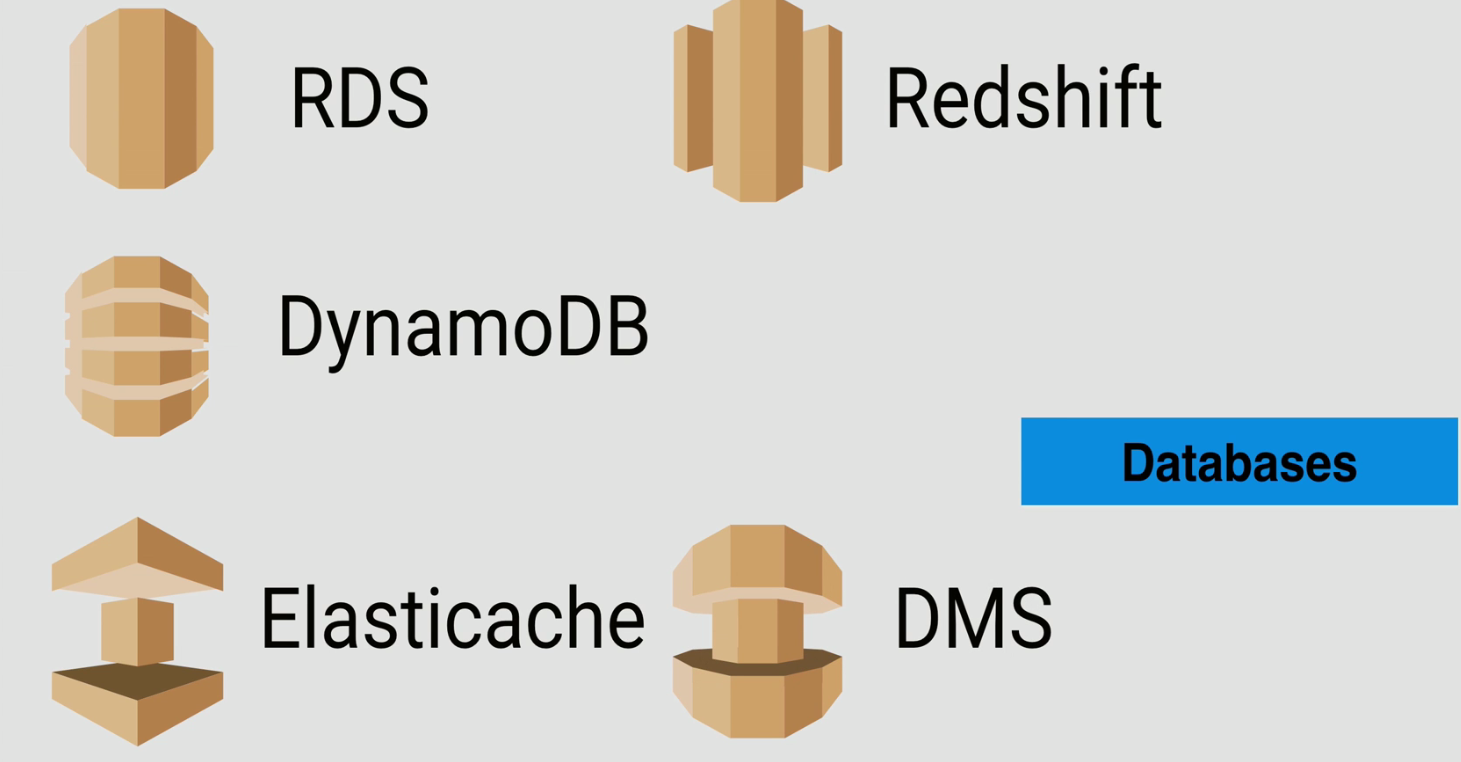 RDS
Redshift
DynamoDB
Databases
Elasticache
DMS